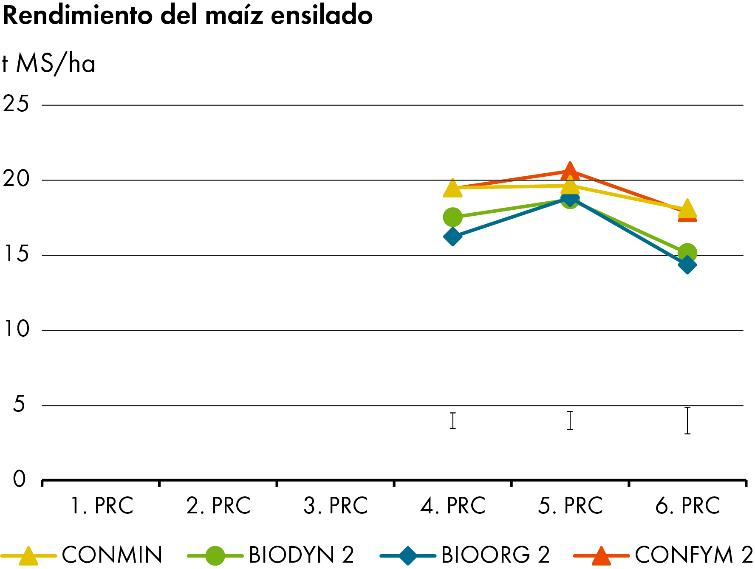 Rendimiento del maíz ensilado
t MS/ha
25
20
15
10
5
0
1. PRC 2. PRC 3. PRC 4. PRC 5. PRC 6. PRC
CONMIN BIODYN 2 BIOORG 2 CONFYM 2